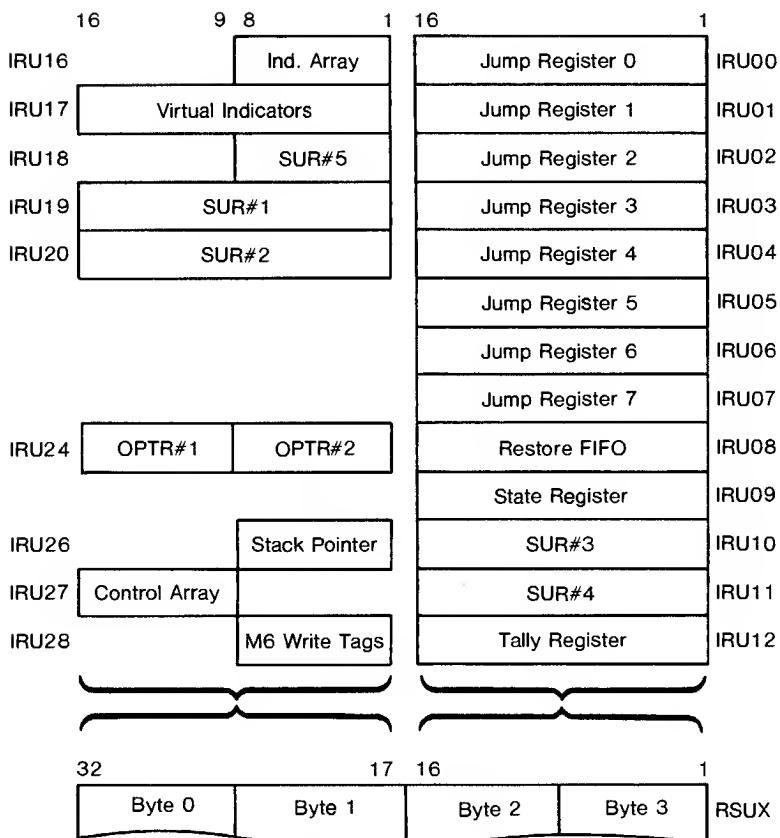 16 9 8 1 16 1
IRU16 Ind. Array Jump Register 0 IRU00
IRU17 Virtual Indicators Jump Register 1 IRU01
IRU18 SUR#5 Jump Register 2 IRU02
IRU19 SUR#1 Jump Register 3 IRU03
IRU20 SUR#2 Jump Register 4 IRU04
Jump Register 5 IRU05
Jump Register 6 IRU06
Jump Register 7 IRU07
IRU24 OPTR#1 OPTR#2 Restore FIFO IRU08
State Register IRU09
IRU26 Stack Pointer SUR#3 IRU10
IRU27 Control Array SUR#4 IRU11
IRU28 M6 Write Tags Tally Register IRU12
32 17 16 1
Byte 0 Byte 1 Byte 2 Byte 3 RSUX